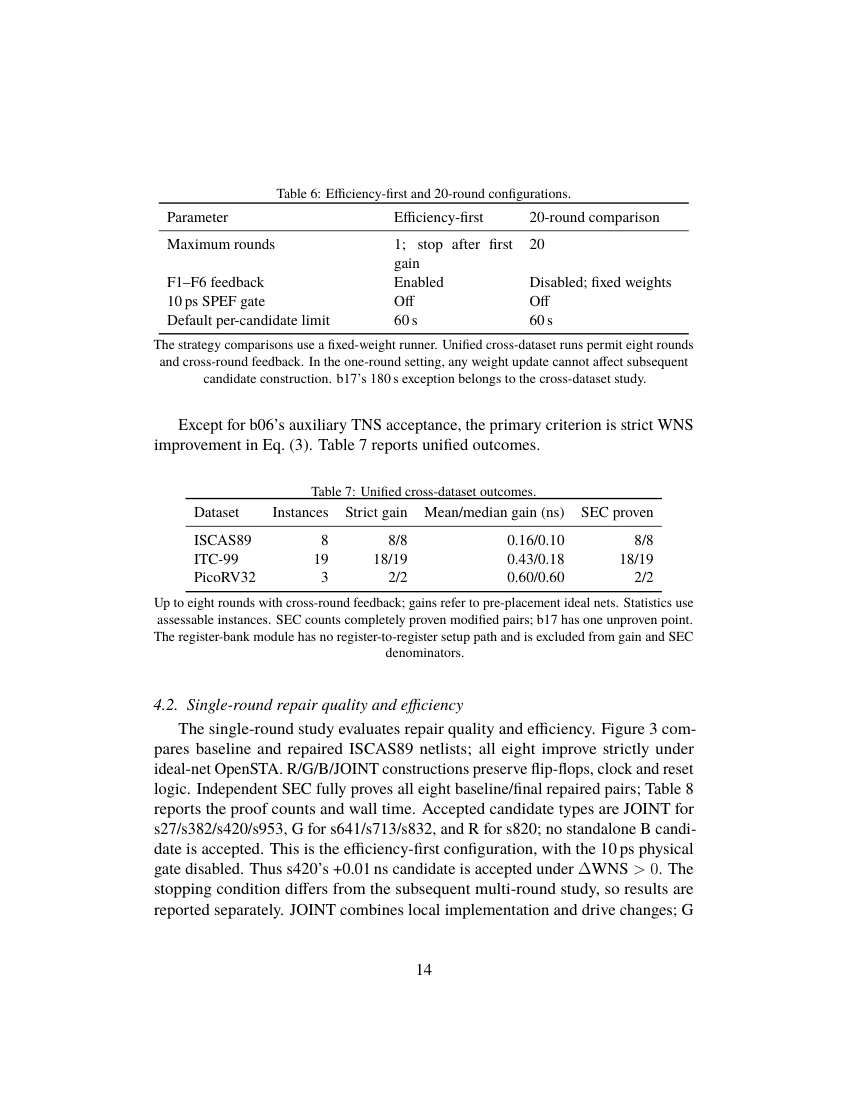 Table 6: Efficiency-first and 20-round configurations.
Parameter Efficiency-first 20-round comparison
Maximum rounds 1; stop after first 20
gain
F1–F6 feedback Enabled Disabled; fixed weights
10 ps SPEF gate Off Off
Default per-candidate limit 60 s 60 s
The strategy comparisons use a fixed-weight runner. Unified cross-dataset runs permit eight rounds
and cross-round feedback. In the one-round setting, any weight update cannot affect subsequent
candidate construction. b17's 180 s exception belongs to the cross-dataset study.
Except for b06's auxiliary TNS acceptance, the primary criterion is strict WNS
improvement in Eq. (3). Table 7 reports unified outcomes.
Table 7: Unified cross-dataset outcomes.
Dataset Instances Strict gain Mean/median gain (ns) SEC proven
ISCAS89 8 8/8 0.16/0.10 8/8
ITC-99 19 18/19 0.43/0.18 18/19
PicoRV32 3 2/2 0.60/0.60 2/2
Up to eight rounds with cross-round feedback; gains refer to pre-placement ideal nets. Statistics use
assessable instances. SEC counts completely proven modified pairs; b17 has one unproven point.
The register-bank module has no register-to-register setup path and is excluded from gain and SEC
denominators.
4.2. Single-round repair quality and efficiency
The single-round study evaluates repair quality and efficiency. Figure 3 com-
pares baseline and repaired ISCAS89 netlists; all eight improve strictly under
ideal-net OpenSTA. R/G/B/JOINT constructions preserve flip-flops, clock and reset
logic. Independent SEC fully proves all eight baseline/final repaired pairs; Table 8
reports the proof counts and wall time. Accepted candidate types are JOINT for
s27/s382/s420/s953, G for s641/s713/s832, and R for s820; no standalone B candi-
date is accepted. This is the efficiency-first configuration, with the 10 ps physical
gate disabled. Thus s420's +0.01 ns candidate is accepted under ΔWNS > 0. The
stopping condition differs from the subsequent multi-round study, so results are
reported separately. JOINT combines local implementation and drive changes; G
14